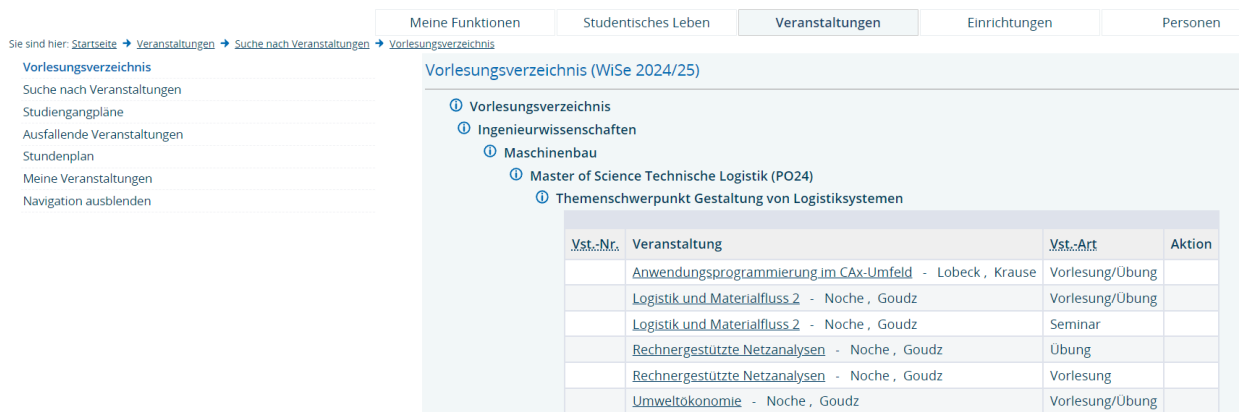 Meine Funktionen Studentisches Leben Veranstaltungen Einrichtungen Personen
Sie sind hier: Startseite → Veranstaltungen → Suche nach Veranstaltungen → Vorlesungsverzeichnis
Vorlesungsverzeichnis
Suche nach Veranstaltungen
Studiengangpläne
Ausfallende Veranstaltungen
Stundenplan
Meine Veranstaltungen
Navigation ausblenden
Vorlesungsverzeichnis (WiSe 2024/25)
Vorlesungsverzeichnis
Ingenieurwissenschaften
Maschinenbau
Master of Science Technische Logistik (PO24)
Themenschwerpunkt Gestaltung von Logistiksystemen
Vst.-Nr. Veranstaltung Vst.-Art Aktion
Anwendungsprogrammierung im CAx-Umfeld - Lobeck , Krause Vorlesung/Übung
Logistik und Materialfluss 2 - Noche , Goudz Vorlesung/Übung
Logistik und Materialfluss 2 - Noche , Goudz Seminar
Rechnergestützte Netzanalysen - Noche , Goudz Übung
Rechnergestützte Netzanalysen - Noche , Goudz Vorlesung
Umweltökonomie - Noche , Goudz Vorlesung/Übung